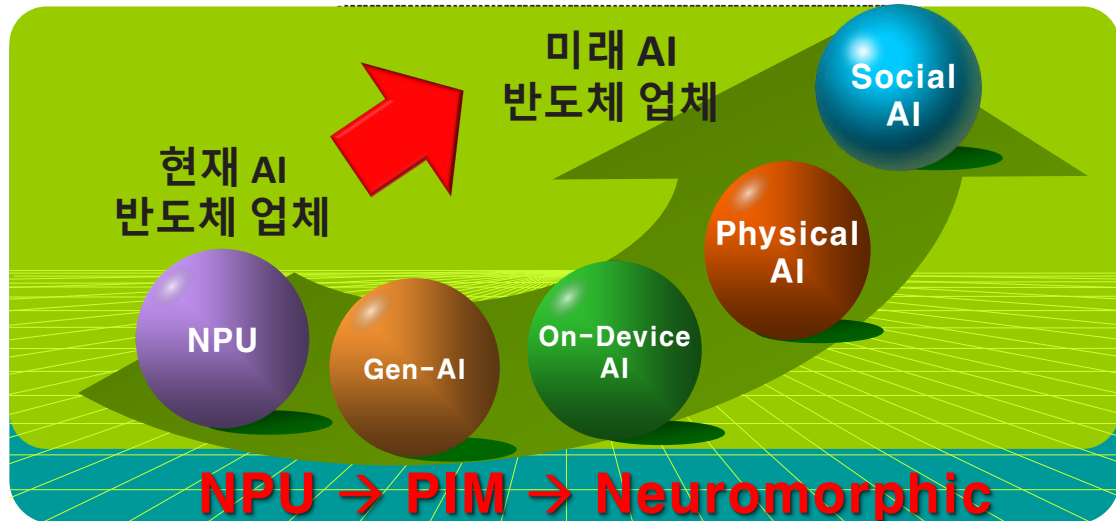 미래 AI
반도체 업체
현재 AI
반도체 업체
NPU
Gen-AI
On-Device
AI
Physical
AI
Social
AI
NPU → PIM → Neuromorphic